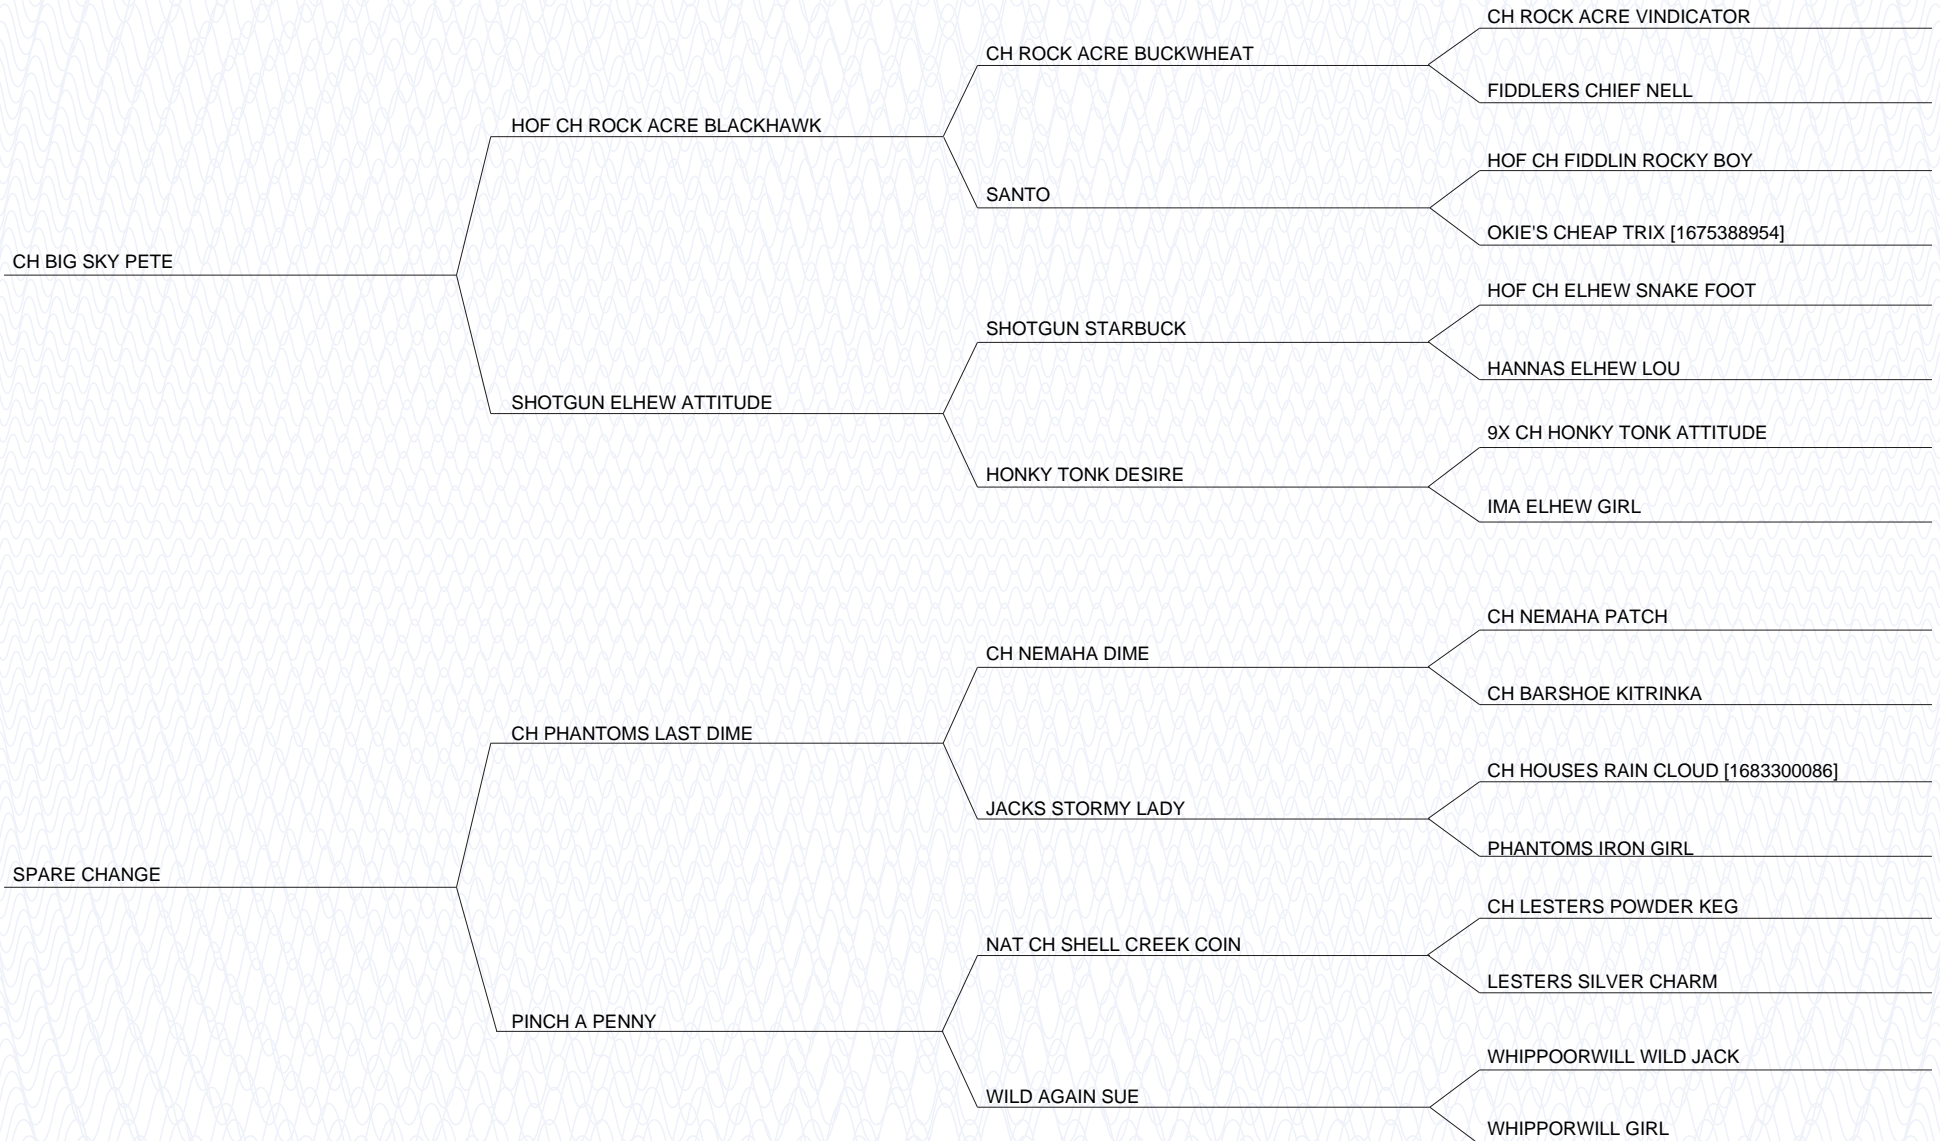 CH ROCK ACRE VINDICATOR
CH ROCK ACRE BUCKWHEAT
FIDDLERS CHIEF NELL
HOF CH ROCK ACRE BLACKHAWK
HOF CH FIDDLIN ROCKY BOY
SANTO
OKIE'S CHEAP TRIX [1675388954]
CH BIG SKY PETE
HOF CH ELHEW SNAKE FOOT
SHOTGUN STARBUCK
HANNAS ELHEW LOU
SHOTGUN ELHEW ATTITUDE
9X CH HONKY TONK ATTITUDE
HONKY TONK DESIRE
IMA ELHEW GIRL
CH NEMAHA PATCH
CH NEMAHA DIME
CH BARSHOE KITRINKA
CH PHANTOMS LAST DIME
CH HOUSES RAIN CLOUD [1683300086]
JACKS STORMY LADY
PHANTOMS IRON GIRL
SPARE CHANGE
CH LESTERS POWDER KEG
NAT CH SHELL CREEK COIN
LESTERS SILVER CHARM
PINCH A PENNY
WHIPPOORWILL WILD JACK
WILD AGAIN SUE
WHIPPORWILL GIRL